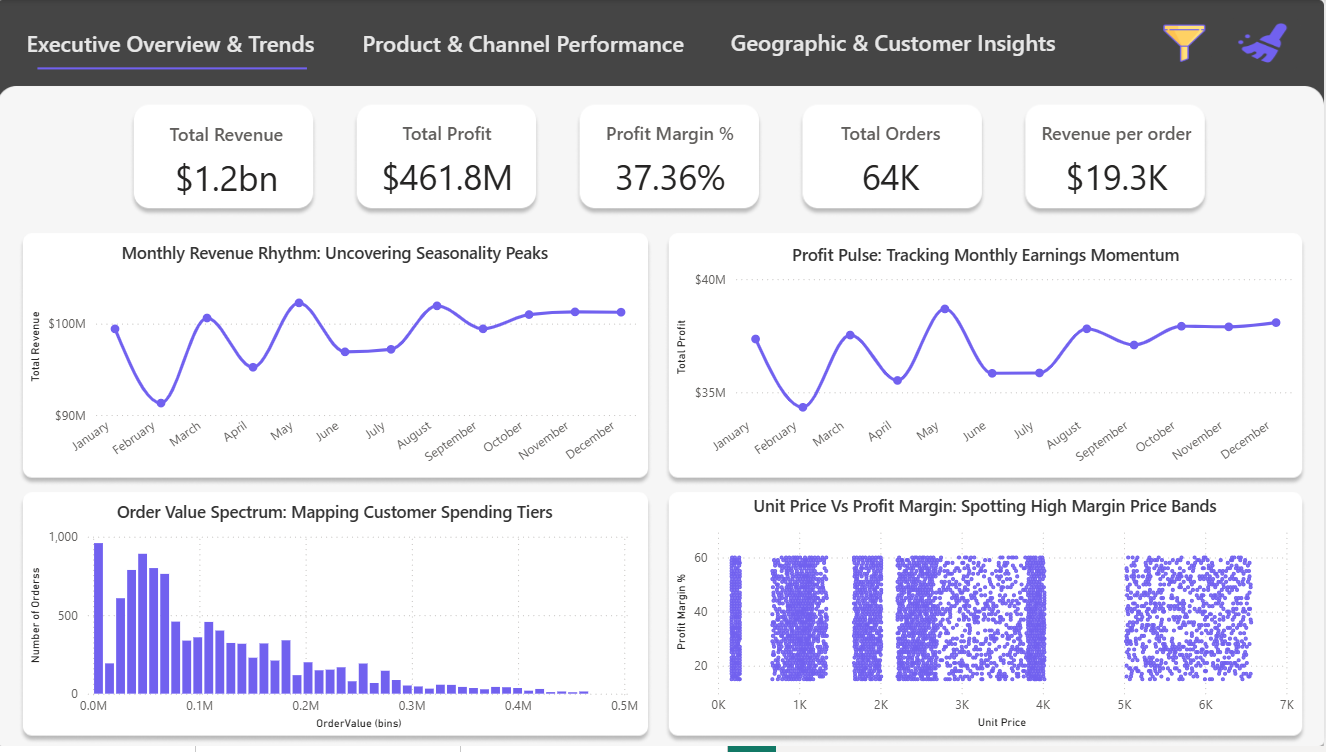 Executive Overview & Trends
Product & Channel Performance
Geographic & Customer Insights
Total Revenue
$1.2bn
Total Profit
$461.8M
Profit Margin %
37.36%
Total Orders
64K
Revenue per order
$19.3K
Monthly Revenue Rhythm: Uncovering Seasonality Peaks
Total Revenue
$100M
$90M
January
February
March
April
May
June
July
August
September
October
November
December
Profit Pulse: Tracking Monthly Earnings Momentum
Total Profit
$40M
$35M
January
February
March
April
May
June
July
August
September
October
November
December
Order Value Spectrum: Mapping Customer Spending Tiers
Number of Orderss
1,000
500
0
0.0M
0.1M
0.2M
0.3M
0.4M
0.5M
OrderValue (bins)
Unit Price Vs Profit Margin: Spotting High Margin Price Bands
Profit Margin %
60
40
20
0K
1K
2K
3K
4K
5K
6K
7K
Unit Price